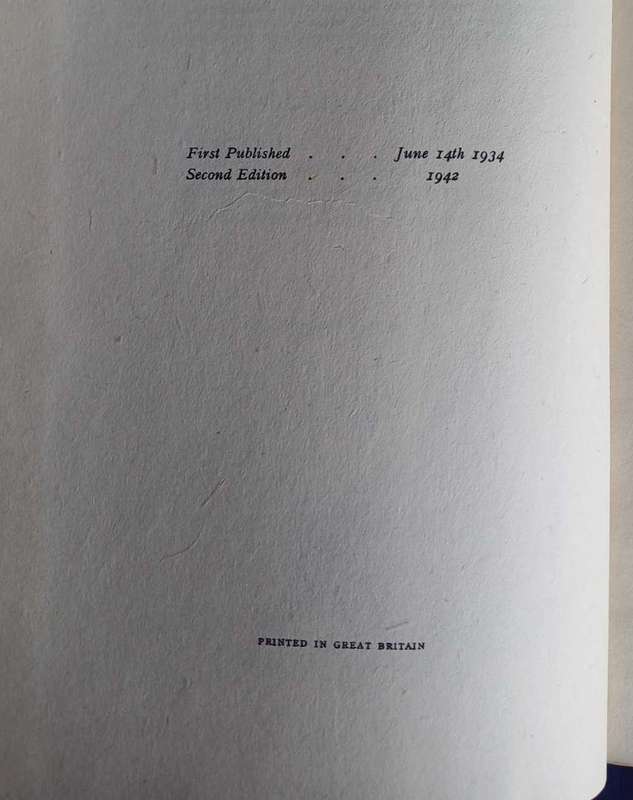 First Published . . . June 14th 1934
Second Edition . . . 1942
PRINTED IN GREAT BRITAIN